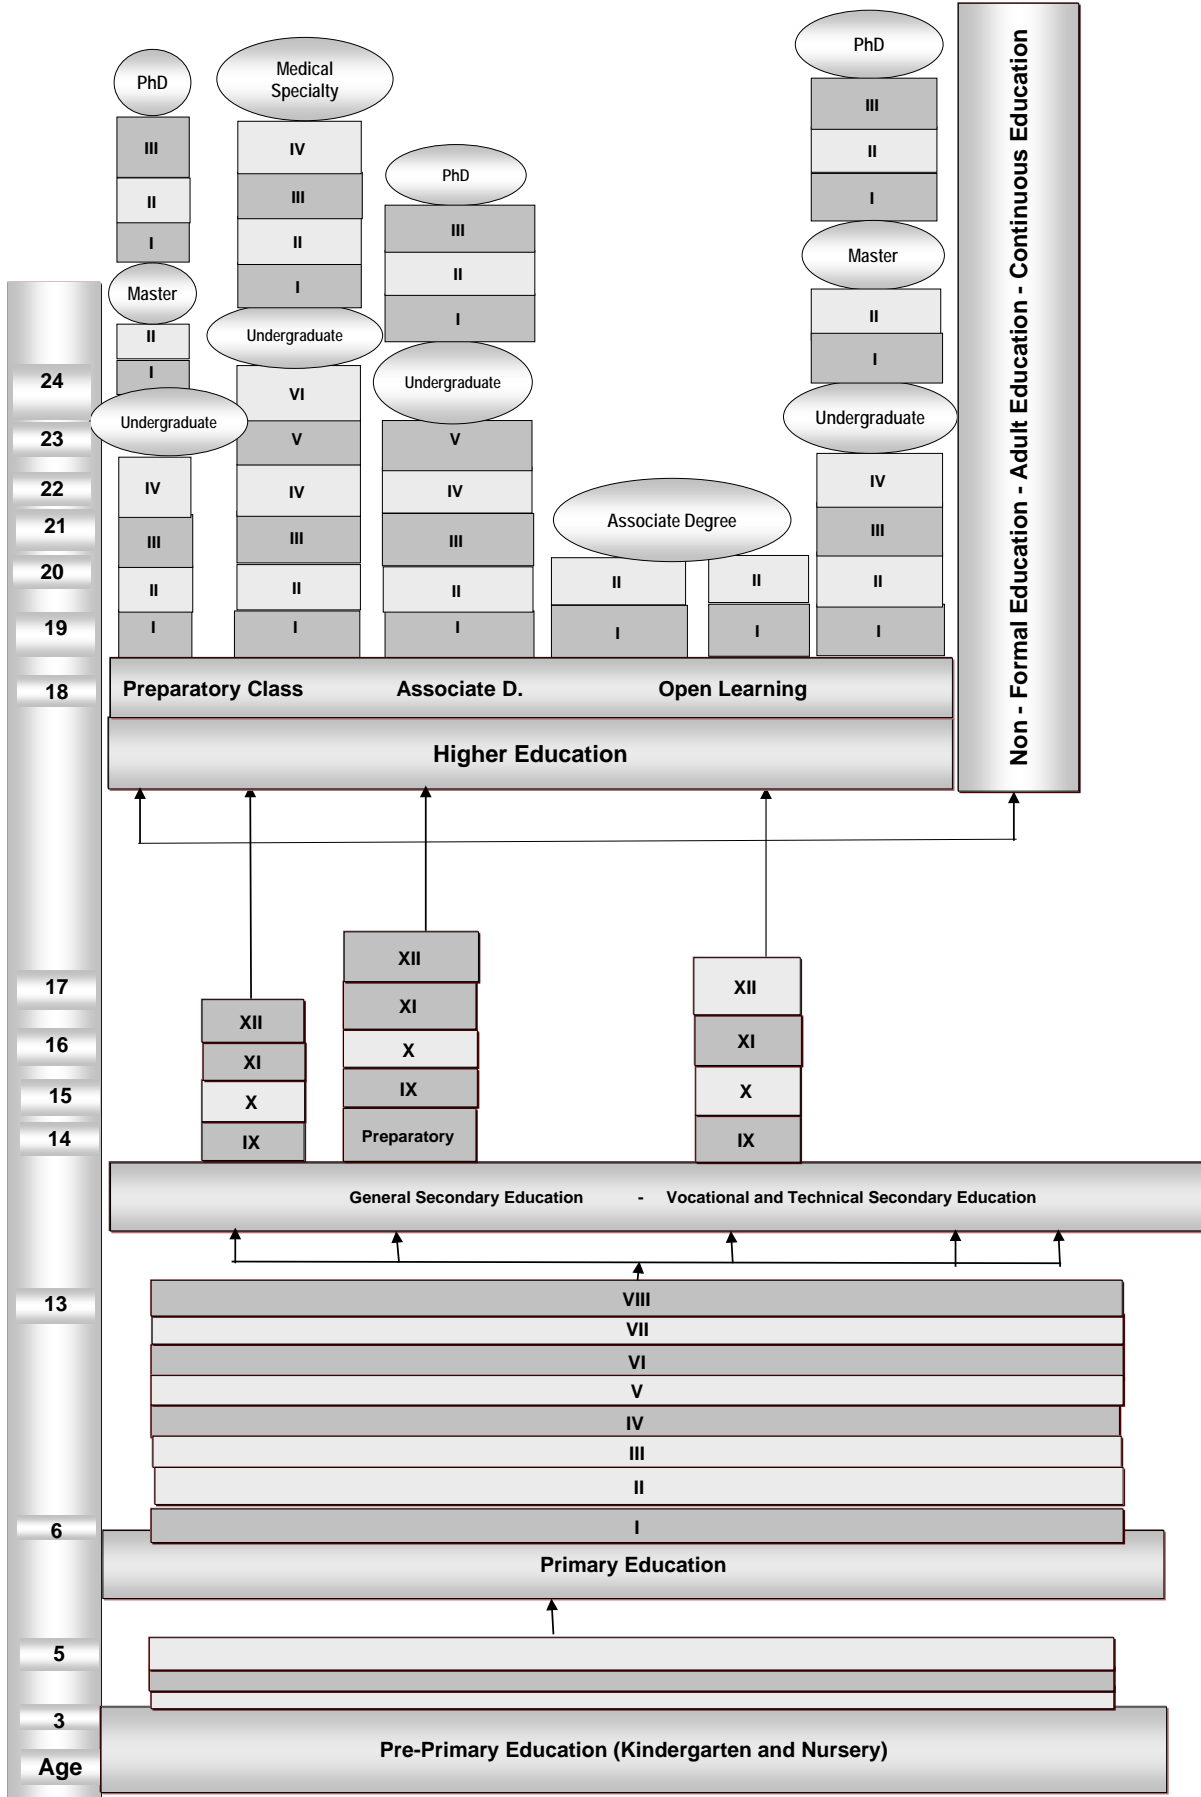 PhD
Non - Formal Education - Adult Education - Continuous Education
Medical
Specialty
PhD
III
III
IV
II
PhD
III
I
II
II
III
I
Master
I
II
Master
I
II
II
Undergraduate
I
I
I
24
Undergraduate
VI
Undergraduate
Undergraduate
23
V
V
22
IV
IV
IV
IV
21
Associate Degree
III
III
III
III
20
II
II
II
II
II
II
19
I
I
I
I
I
I
18
Preparatory Class
Associate D.
Open Learning
Higher Education
XII
17
XII
XI
XII
16
XI
X
XI
15
X
IX
X
14
IX
Preparatory
IX
General Secondary Education - Vocational and Technical Secondary Education
13
VIII
VII
VI
V
IV
III
II
6
I
Primary Education
5
3
Age
Pre-Primary Education (Kindergarten and Nursery)